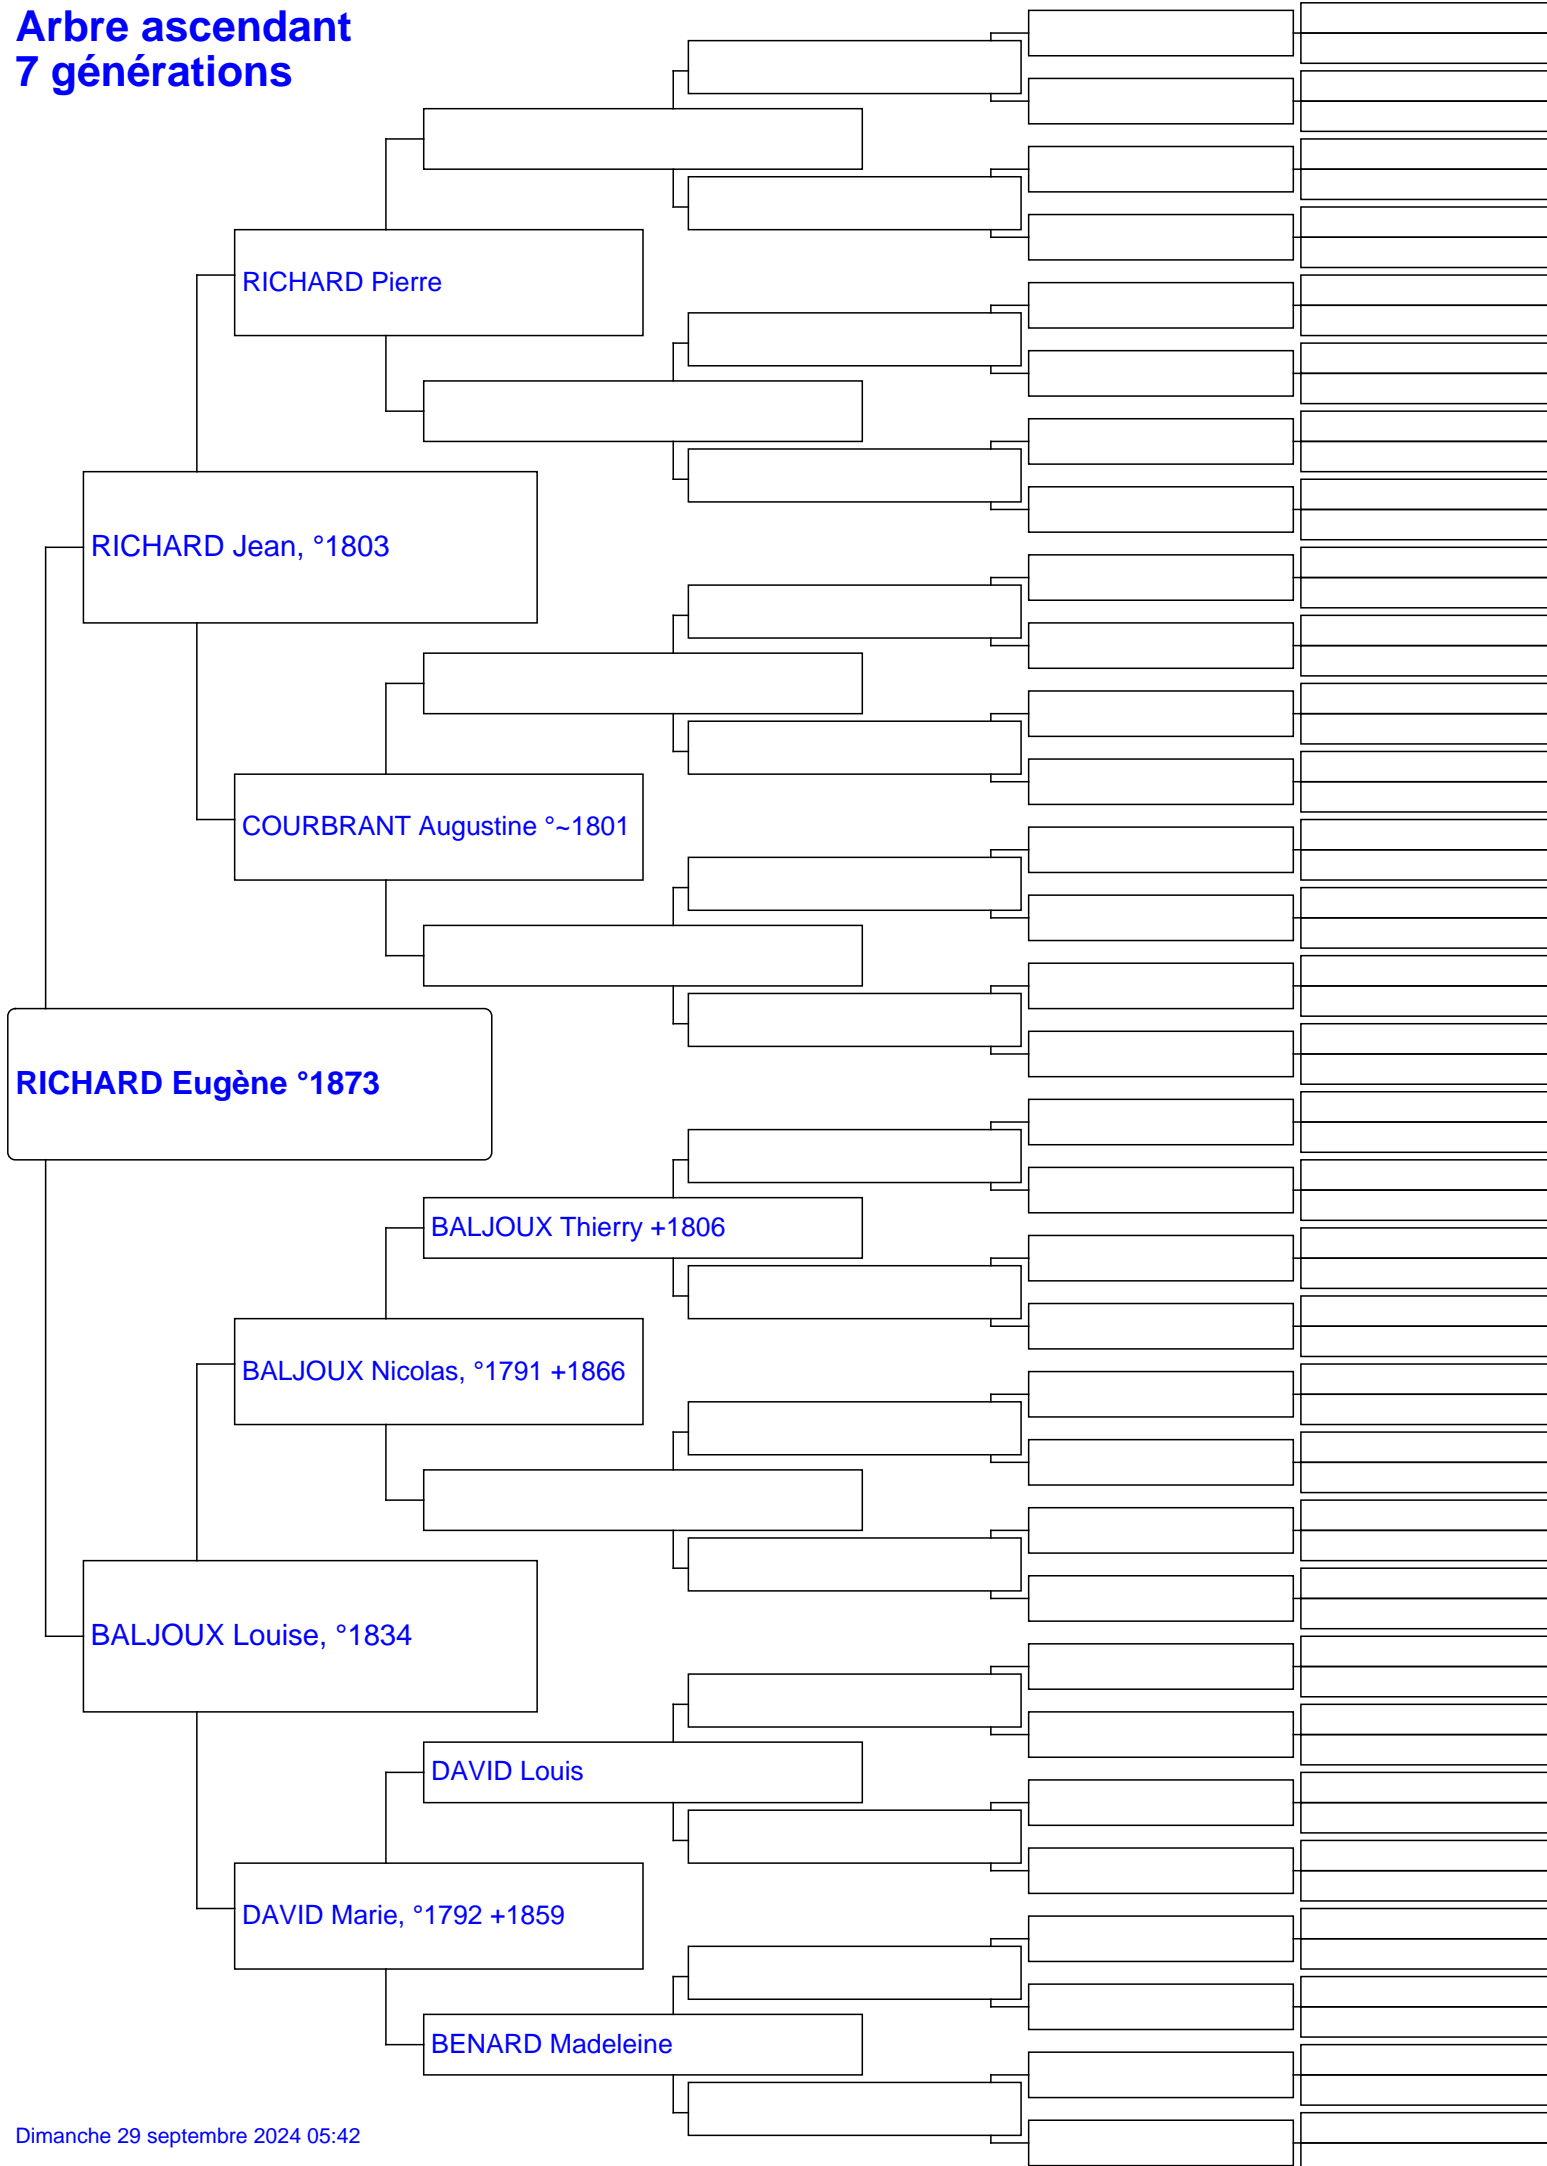 Arbre ascendant
7 générations
RICHARD Pierre
RICHARD Jean, °1803
COURBRANT Augustine °~1801
RICHARD Eugène °1873
BALJOUX Thierry +1806
BALJOUX Nicolas, °1791 +1866
BALJOUX Louise, °1834
DAVID Louis
DAVID Marie, °1792 +1859
BENARD Madeleine
Dimanche 29 septembre 2024 05:42